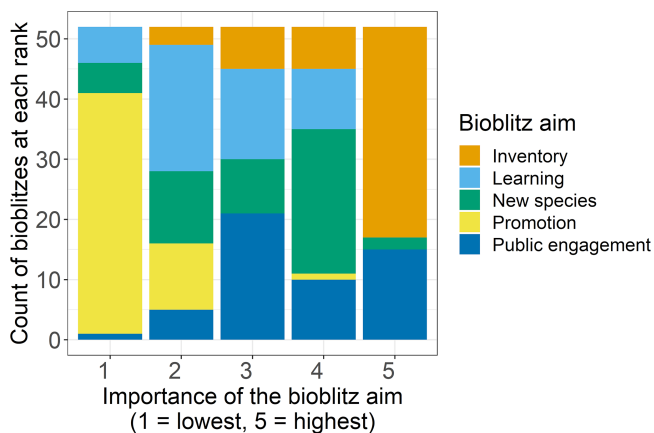 Count of bioblitzes at each rank
50
40
30
20
10
0
1 2 3 4 5
Importance of the bioblitz aim
(1 = lowest, 5 = highest)
Bioblitz aim
Inventory
Learning
New species
Promotion
Public engagement